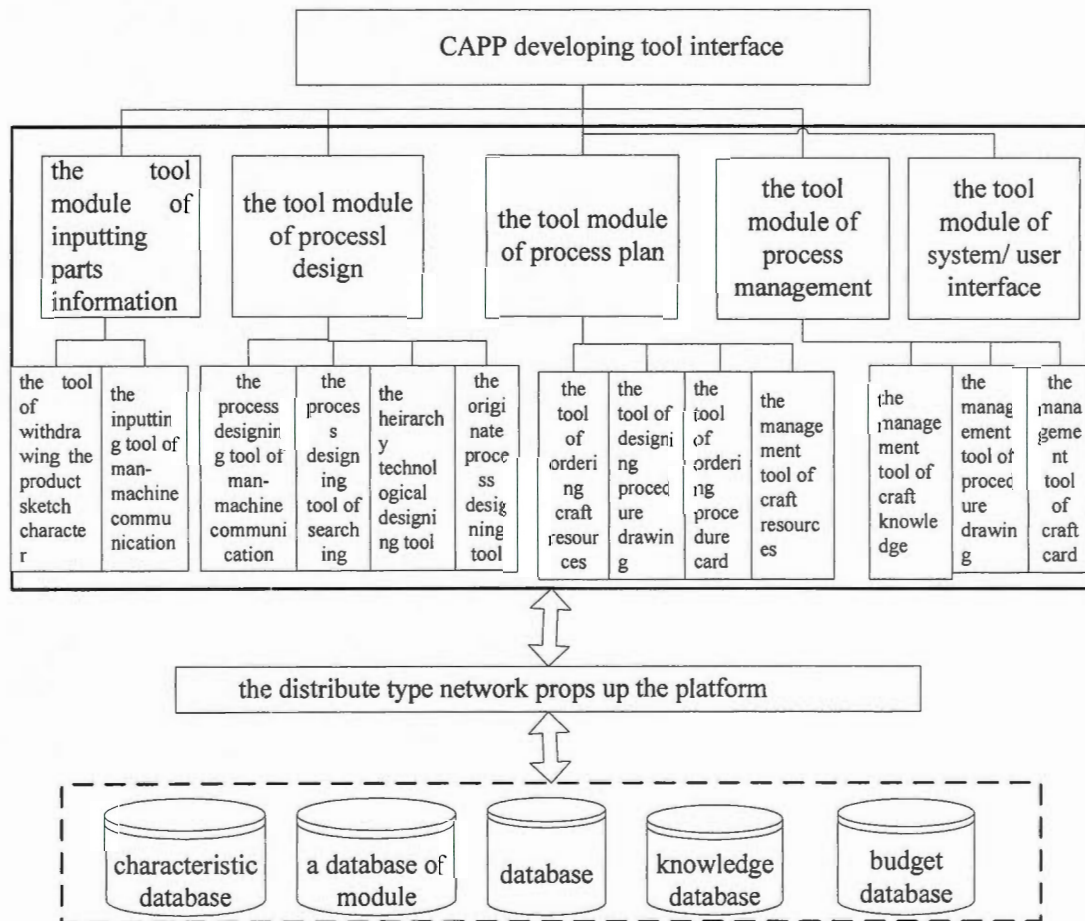 CAPP developing tool interface
the tool
module of
inputting
parts
information
the tool module
of processl
design
the tool module
of process plan
the tool
module of
process
management
the tool
module of
system/ user
interface
the tool
of
withdra
wing the
product
sketch
characte
r
the
inputtin
g tool of
man-
machine
commu
nication
the
process
designin
g tool of
man-
machine
communi
cation
the
proces
s
design
ing
tool of
search
ing
the
heirarch
y
technol
ogical
designi
ng tool
the
origi
nate
proce
ss
desig
ning
tool
the
tool
of
orderi
ng
craft
resour
ces
the
tool of
designi
ng
proced
ure
drawin
g
the
tool
of
orderi
ng
proce
dure
card
the
manage
ment
tool of
craft
resourc
es
the
manage
ment
tool of
craft
knowle
dge
the
manag
ement
tool of
proced
ure
drawin
g
the
mana
geme
nt
tool
of
craft
card
the distribute type network props up the platform
characteristic
database
a database of
module
database
knowledge
database
budget
database